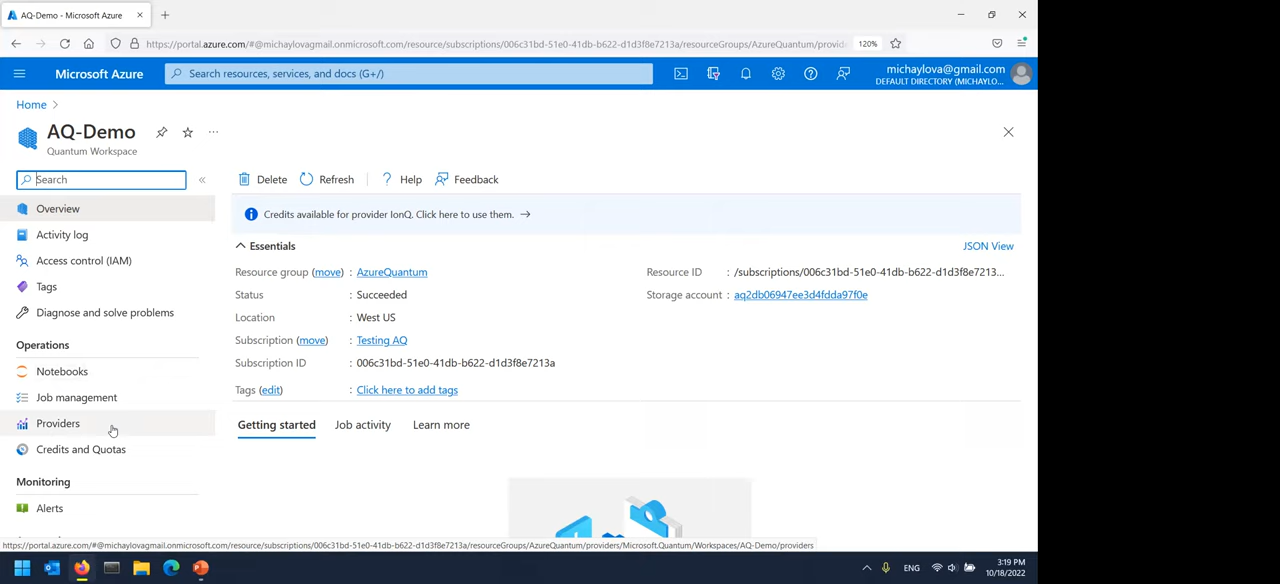 AQ-Demo - Microsoft Azure
https://portal.azure.com/#@michaylovagmail.onmicrosoft.com/resource/subscriptions/006c31bd-51e0-41db-b622-d1d3f8e7213a/resourceGroups/AzureQuantum/provid
120%
Microsoft Azure
Search resources, services, and docs (G+/)
michaylova@gmail.com
DEFAULT DIRECTORY (MICHAYLO...
Home
AQ-Demo
Quantum Workspace
Search
Delete
Refresh
Help
Feedback
Overview
Activity log
Access control (IAM)
Tags
Diagnose and solve problems
Operations
Notebooks
Job management
Providers
Credits and Quotas
Monitoring
Alerts
Credits available for provider IonQ. Click here to use them. →
Essentials
JSON View
Resource group (move) : AzureQuantum
Status : Succeeded
Location : West US
Subscription (move) : Testing AQ
Subscription ID : 006c31bd-51e0-41db-b622-d1d3f8e7213a
Tags (edit) : Click here to add tags
Resource ID : /subscriptions/006c31bd-51e0-41db-b622-d1d3f8e7213...
Storage account : aq2db06947ee3d4fdda97f0e
Getting started
Job activity
Learn more
https://portal.azure.com/#@michaylovagmail.onmicrosoft.com/resource/subscriptions/006c31bd-51e0-41db-b622-d1d3f8e7213a/resourceGroups/AzureQuantum/providers/Microsoft.Quantum/Workspaces/AQ-Demo/providers
ENG
3:19 PM
10/18/2022